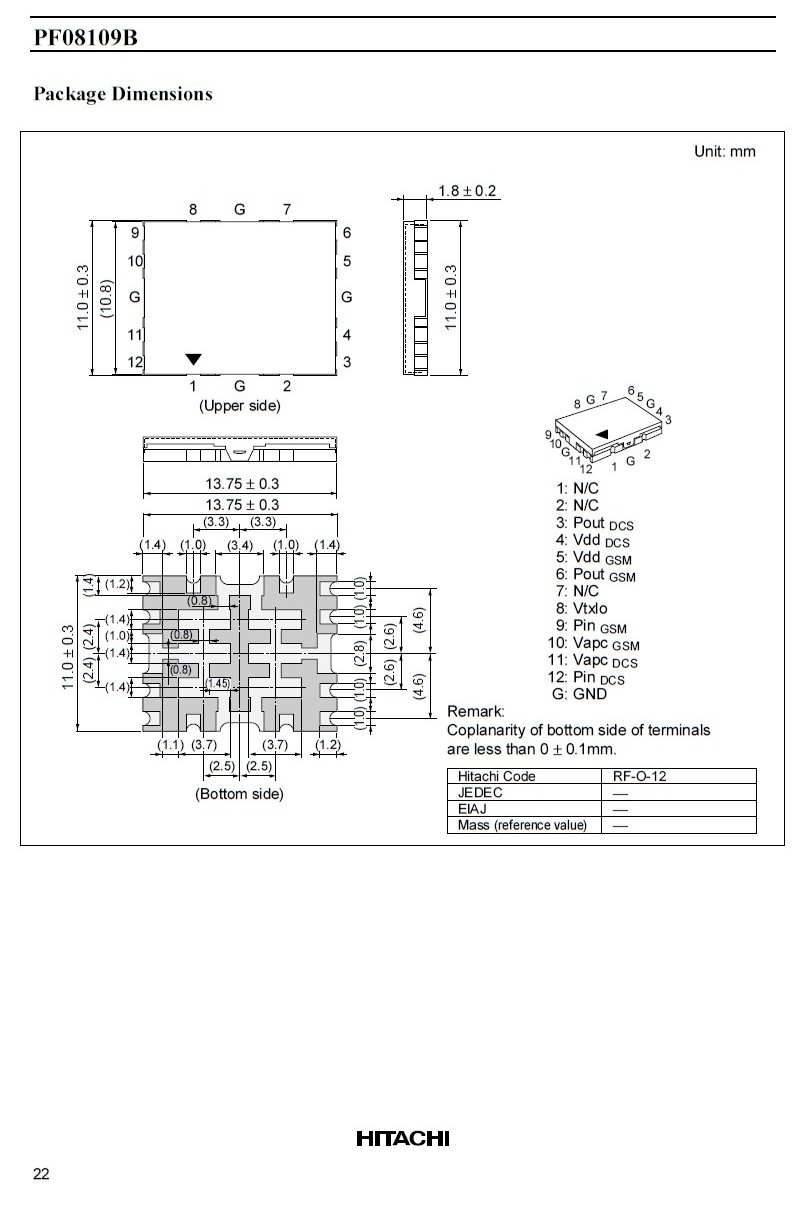 PF08109B
Package Dimensions
Unit: mm
1.8 ± 0.2
8 G 7
9 6
10 5
G G
11 4
12 3
1 G 2
(Upper side)
11.0 ± 0.3
(10.8)
11.0 ± 0.3
8 G 7 6 5 G 4 3
9 10 G 11 12 1 G 2
13.75 ± 0.3
13.75 ± 0.3
(3.3) (3.3)
(1.4) (1.0) (3.4) (1.0) (1.4)
(1.4) (1.2) (0.8) (1.0)
(1.4) (1.0) (4.6)
(2.4) (1.0) (0.8) (2.6)
11.0 ± 0.3
(2.4) (1.4) (0.8) (2.8) (2.6)
(1.4) (1.45) (1.0) (4.6)
(1.0)
(1.1) (3.7) (3.7) (1.2)
(2.5) (2.5)
(Bottom side)
1: N/C
2: N/C
3: Pout DCS
4: Vdd DCS
5: Vdd GSM
6: Pout GSM
7: N/C
8: Vtxlo
9: Pin GSM
10: Vapc GSM
11: Vapc DCS
12: Pin DCS
G: GND
Remark:
Coplanarity of bottom side of terminals
are less than 0 ± 0.1mm.
Hitachi Code RF-O-12
JEDEC —
EIAJ —
Mass (reference value) —
HITACHI
22